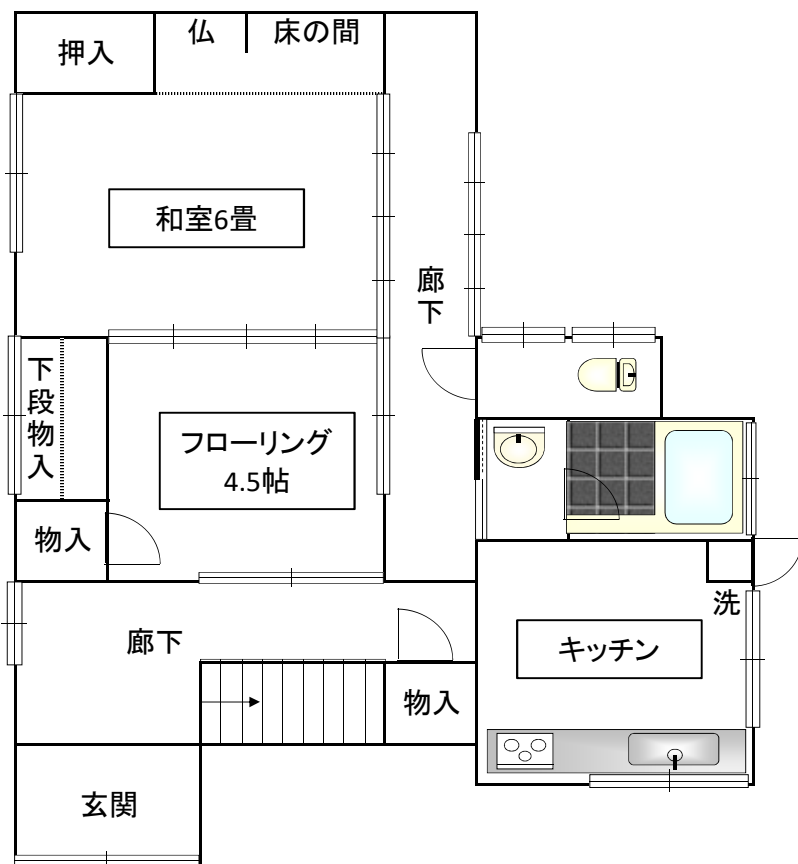 押入
仏
床の間
和室6畳
廊下
下段物入
フローリング
4.5帖
物入
洗
キッチン
廊下
物入
玄関